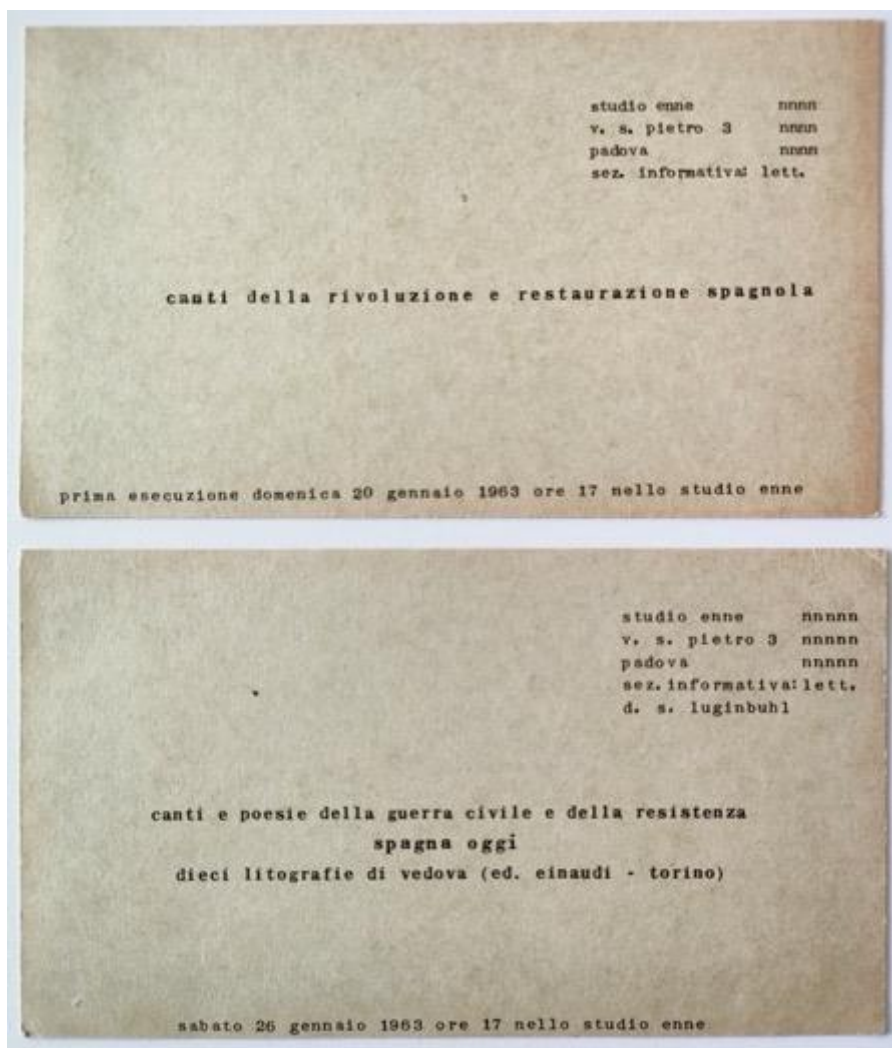 studio enne nnnn
v. s. pietro 3 nnnn
padova nnnn
sez. informativa: lett.
canti della rivoluzione e restaurazione spagnola
prima esecuzione domenica 20 gennaio 1963 ore 17 nello studio enne
studio enne nnnnn
v. s. pietro 3 nnnnn
padova nnnnn
sez.informativa:lett.
d. s. luginbuhl
canti e poesie della guerra civile e della resistenza
spagna oggi
dieci litografie di vedova (ed. einaudi - torino)
sabato 26 gennaio 1963 ore 17 nello studio enne